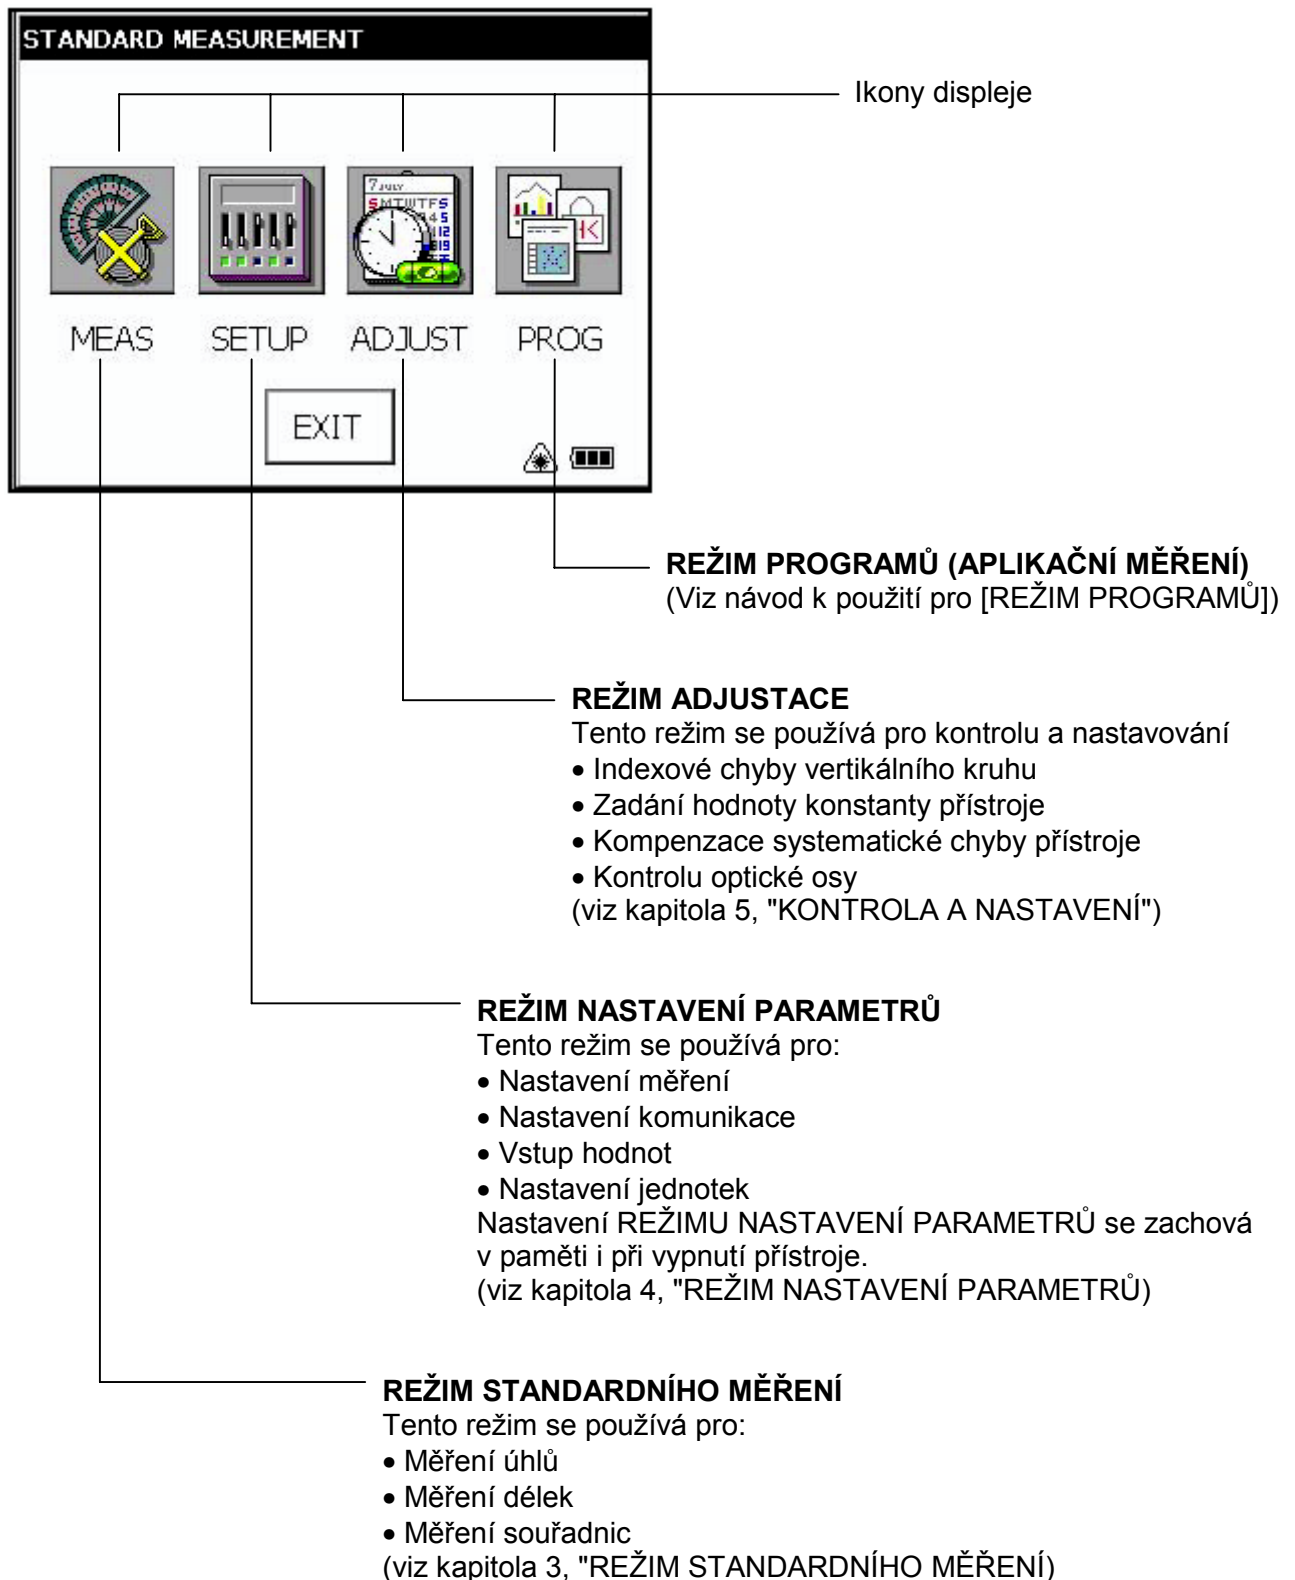 STANDARD MEASUREMENT
Ikony displeje
7 JULY
SMTWTFS
MEAS SETUP ADJUST PROG
EXIT
REŽIM PROGRAMŮ (APLIKAČNÍ MĚŘENÍ)
(Viz návod k použití pro [REŽIM PROGRAMŮ])
REŽIM ADJUSTACE
Tento režim se používá pro kontrolu a nastavování
• Indexové chyby vertikálního kruhu
• Zadání hodnoty konstanty přístroje
• Kompenzace systematické chyby přístroje
• Kontrolu optické osy
(viz kapitola 5, "KONTROLA A NASTAVENÍ")
REŽIM NASTAVENÍ PARAMETRŮ
Tento režim se používá pro:
• Nastavení měření
• Nastavení komunikace
• Vstup hodnot
• Nastavení jednotek
Nastavení REŽIMU NASTAVENÍ PARAMETRŮ se zachová
v paměti i při vypnutí přístroje.
(viz kapitola 4, "REŽIM NASTAVENÍ PARAMETRŮ)
REŽIM STANDARDNÍHO MĚŘENÍ
Tento režim se používá pro:
• Měření úhlů
• Měření délek
• Měření souřadnic
(viz kapitola 3, "REŽIM STANDARDNÍHO MĚŘENÍ)